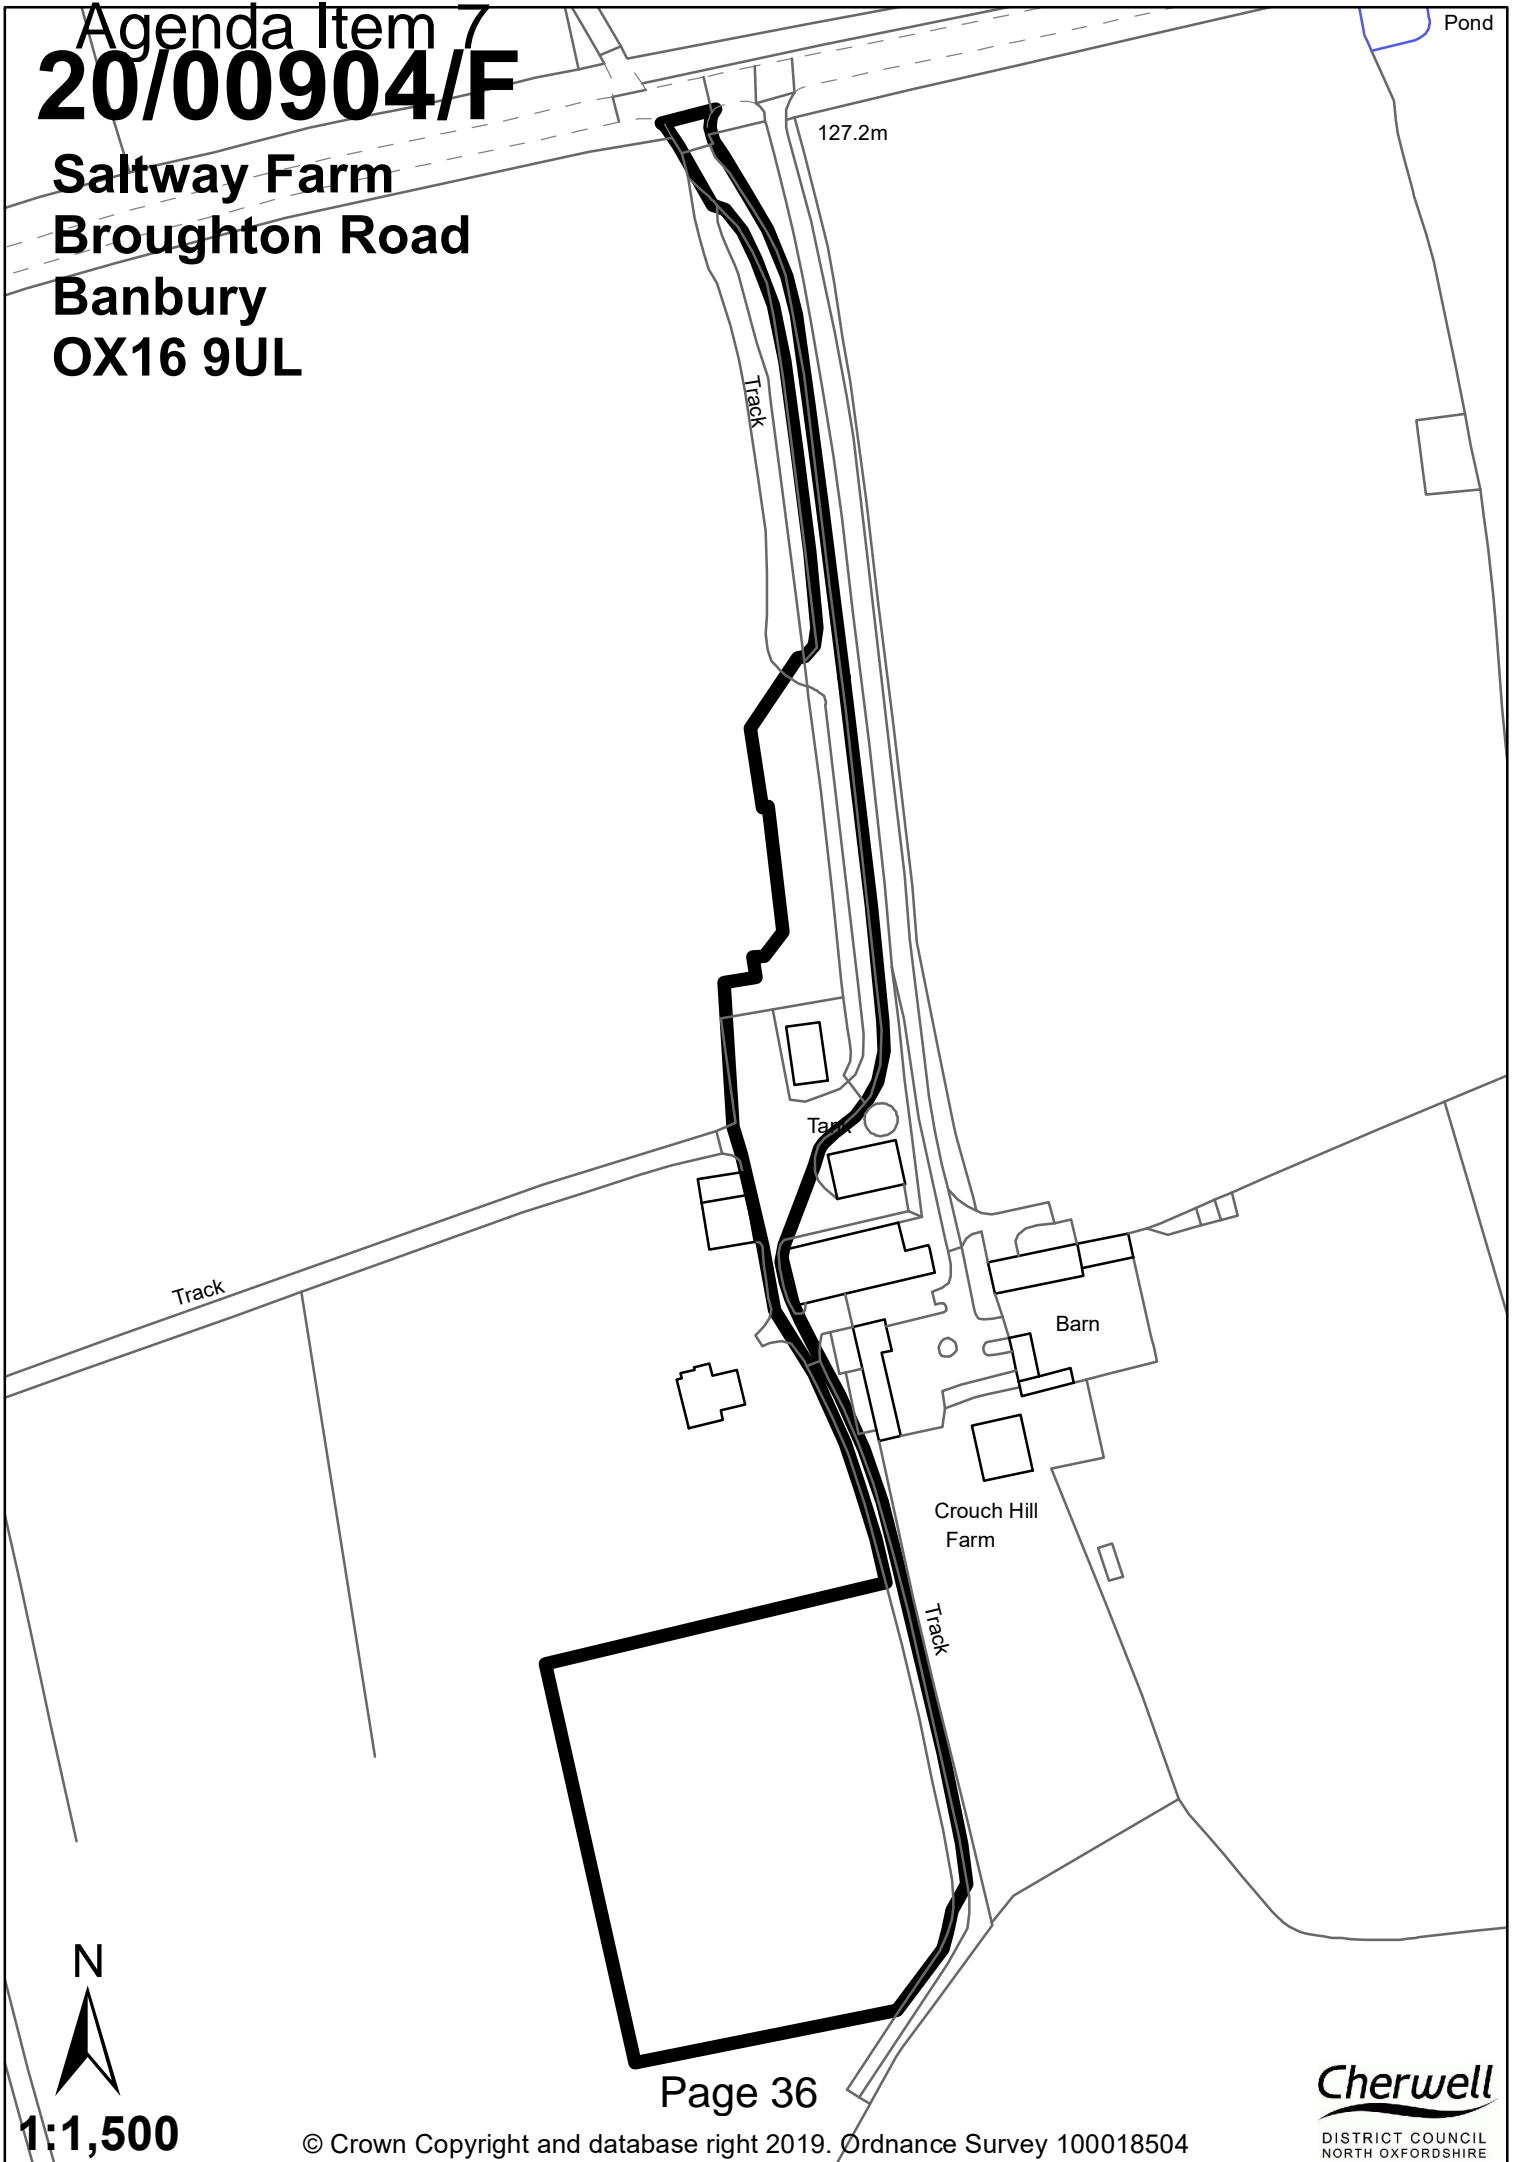 Agenda Item 7
20/00904/F
Saltway Farm
Broughton Road
Banbury
OX16 9UL
Pond
127.2m
Track
Tank
Track
Barn
Crouch Hill
Farm
Track
N
1:1,500
Page 36
© Crown Copyright and database right 2019. Ordnance Survey 100018504
Cherwell
DISTRICT COUNCIL
NORTH OXFORDSHIRE